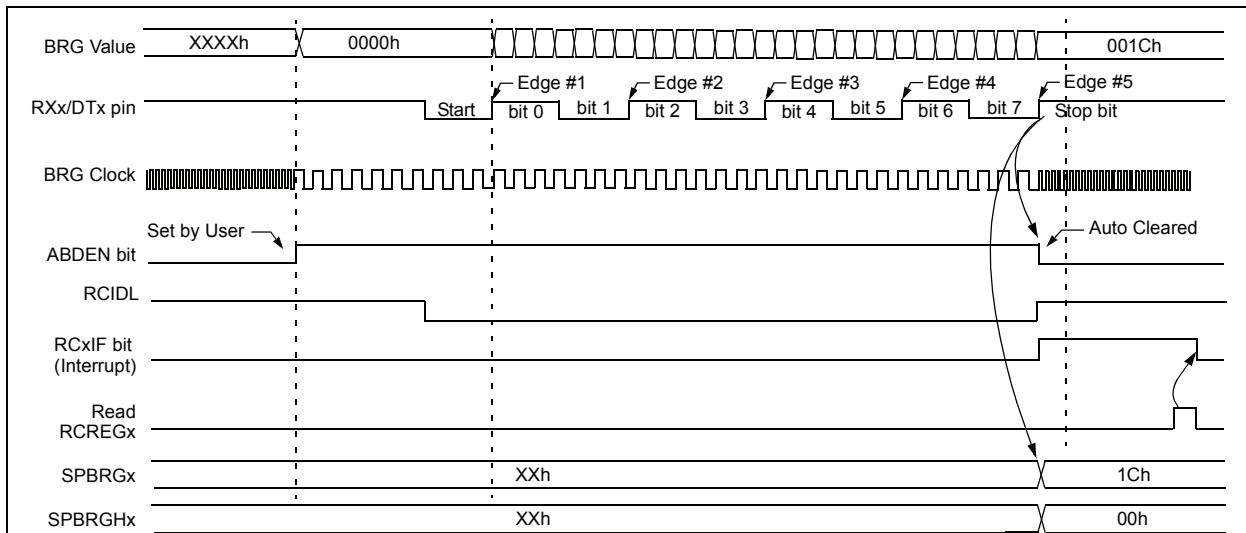 BRG Value XXXXh 0000h 001Ch
Edge #1 Edge #2 Edge #3 Edge #4 Edge #5
RXx/DTx pin Start bit 0 bit 1 bit 2 bit 3 bit 4 bit 5 bit 6 bit 7 Stop bit
BRG Clock
Set by User Auto Cleared
ABDEN bit
RCIDL
RCxIF bit
(Interrupt)
Read
RCREGx
SPBRGx XXh 1Ch
SPBRGHx XXh 00h